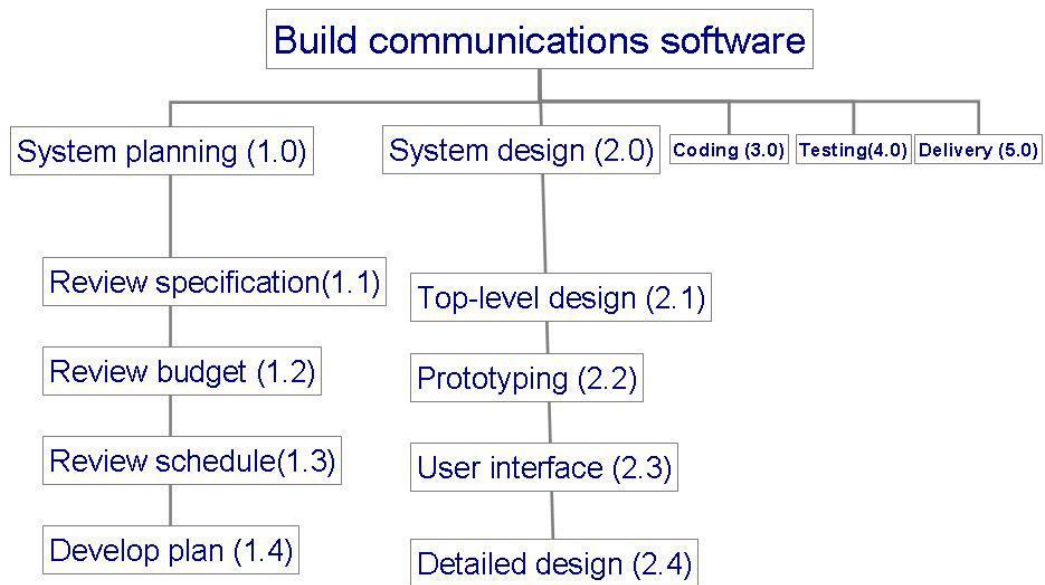 Build communications software
System planning (1.0)
System design (2.0)
Coding (3.0)
Testing(4.0)
Delivery (5.0)
Review specification(1.1)
Review budget (1.2)
Review schedule(1.3)
Develop plan (1.4)
Top-level design (2.1)
Prototyping (2.2)
User interface (2.3)
Detailed design (2.4)